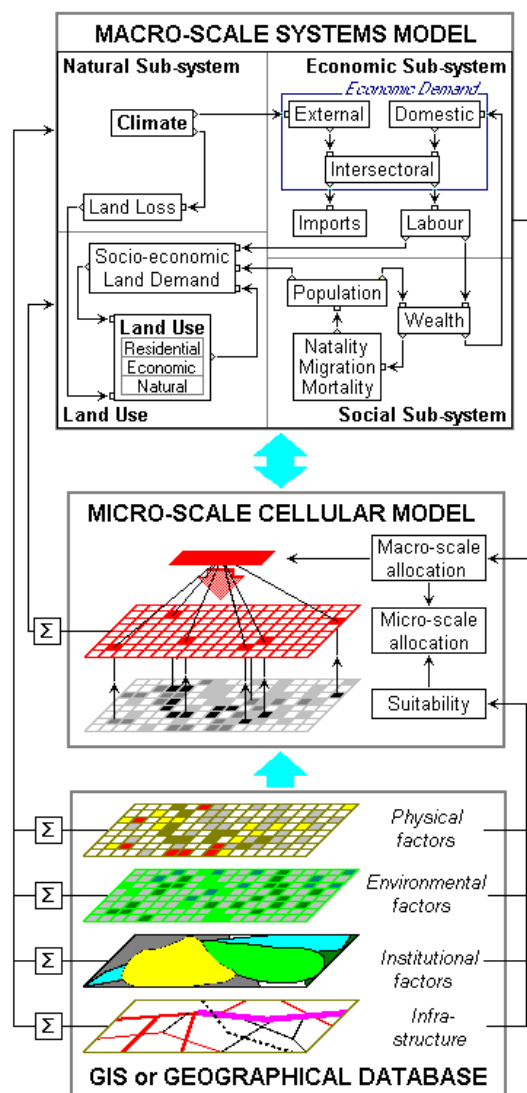 MACRO-SCALE SYSTEMS MODEL
Natural Sub-system
Economic Sub-system
Economic Demand
Climate
External
Domestic
Intersectoral
Land Loss
Imports
Labour
Socio-economic
Land Demand
Population
Wealth
Land Use
Residential
Economic
Natural
Natality
Migration
Mortality
Land Use
Social Sub-system
MICRO-SCALE CELLULAR MODEL
Macro-scale
allocation
Micro-scale
allocation
Σ
Suitability
Σ
Physical
factors
Σ
Environmental
factors
Σ
Institutional
factors
Σ
Infra-
structure
GIS or GEOGRAPHICAL DATABASE